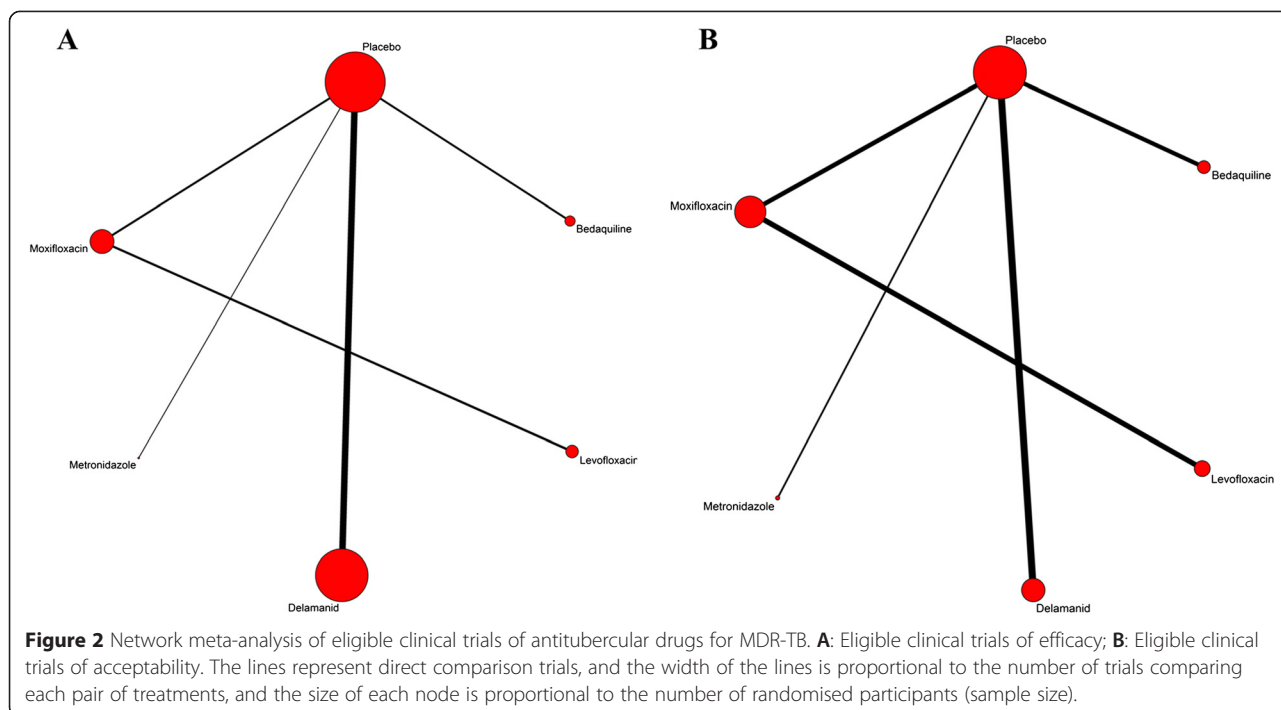 A
Placebo
Moxifloxacin
Bedaquiline
Metronidazole
Levofloxacin
Delamanid
B
Placebo
Bedaquiline
Moxifloxacin
Levofloxacin
Metronidazole
Delamanid
Figure 2 Network meta-analysis of eligible clinical trials of antitubercular drugs for MDR-TB. A: Eligible clinical trials of efficacy; B: Eligible clinical
trials of acceptability. The lines represent direct comparison trials, and the width of the lines is proportional to the number of trials comparing
each pair of treatments, and the size of each node is proportional to the number of randomised participants (sample size).